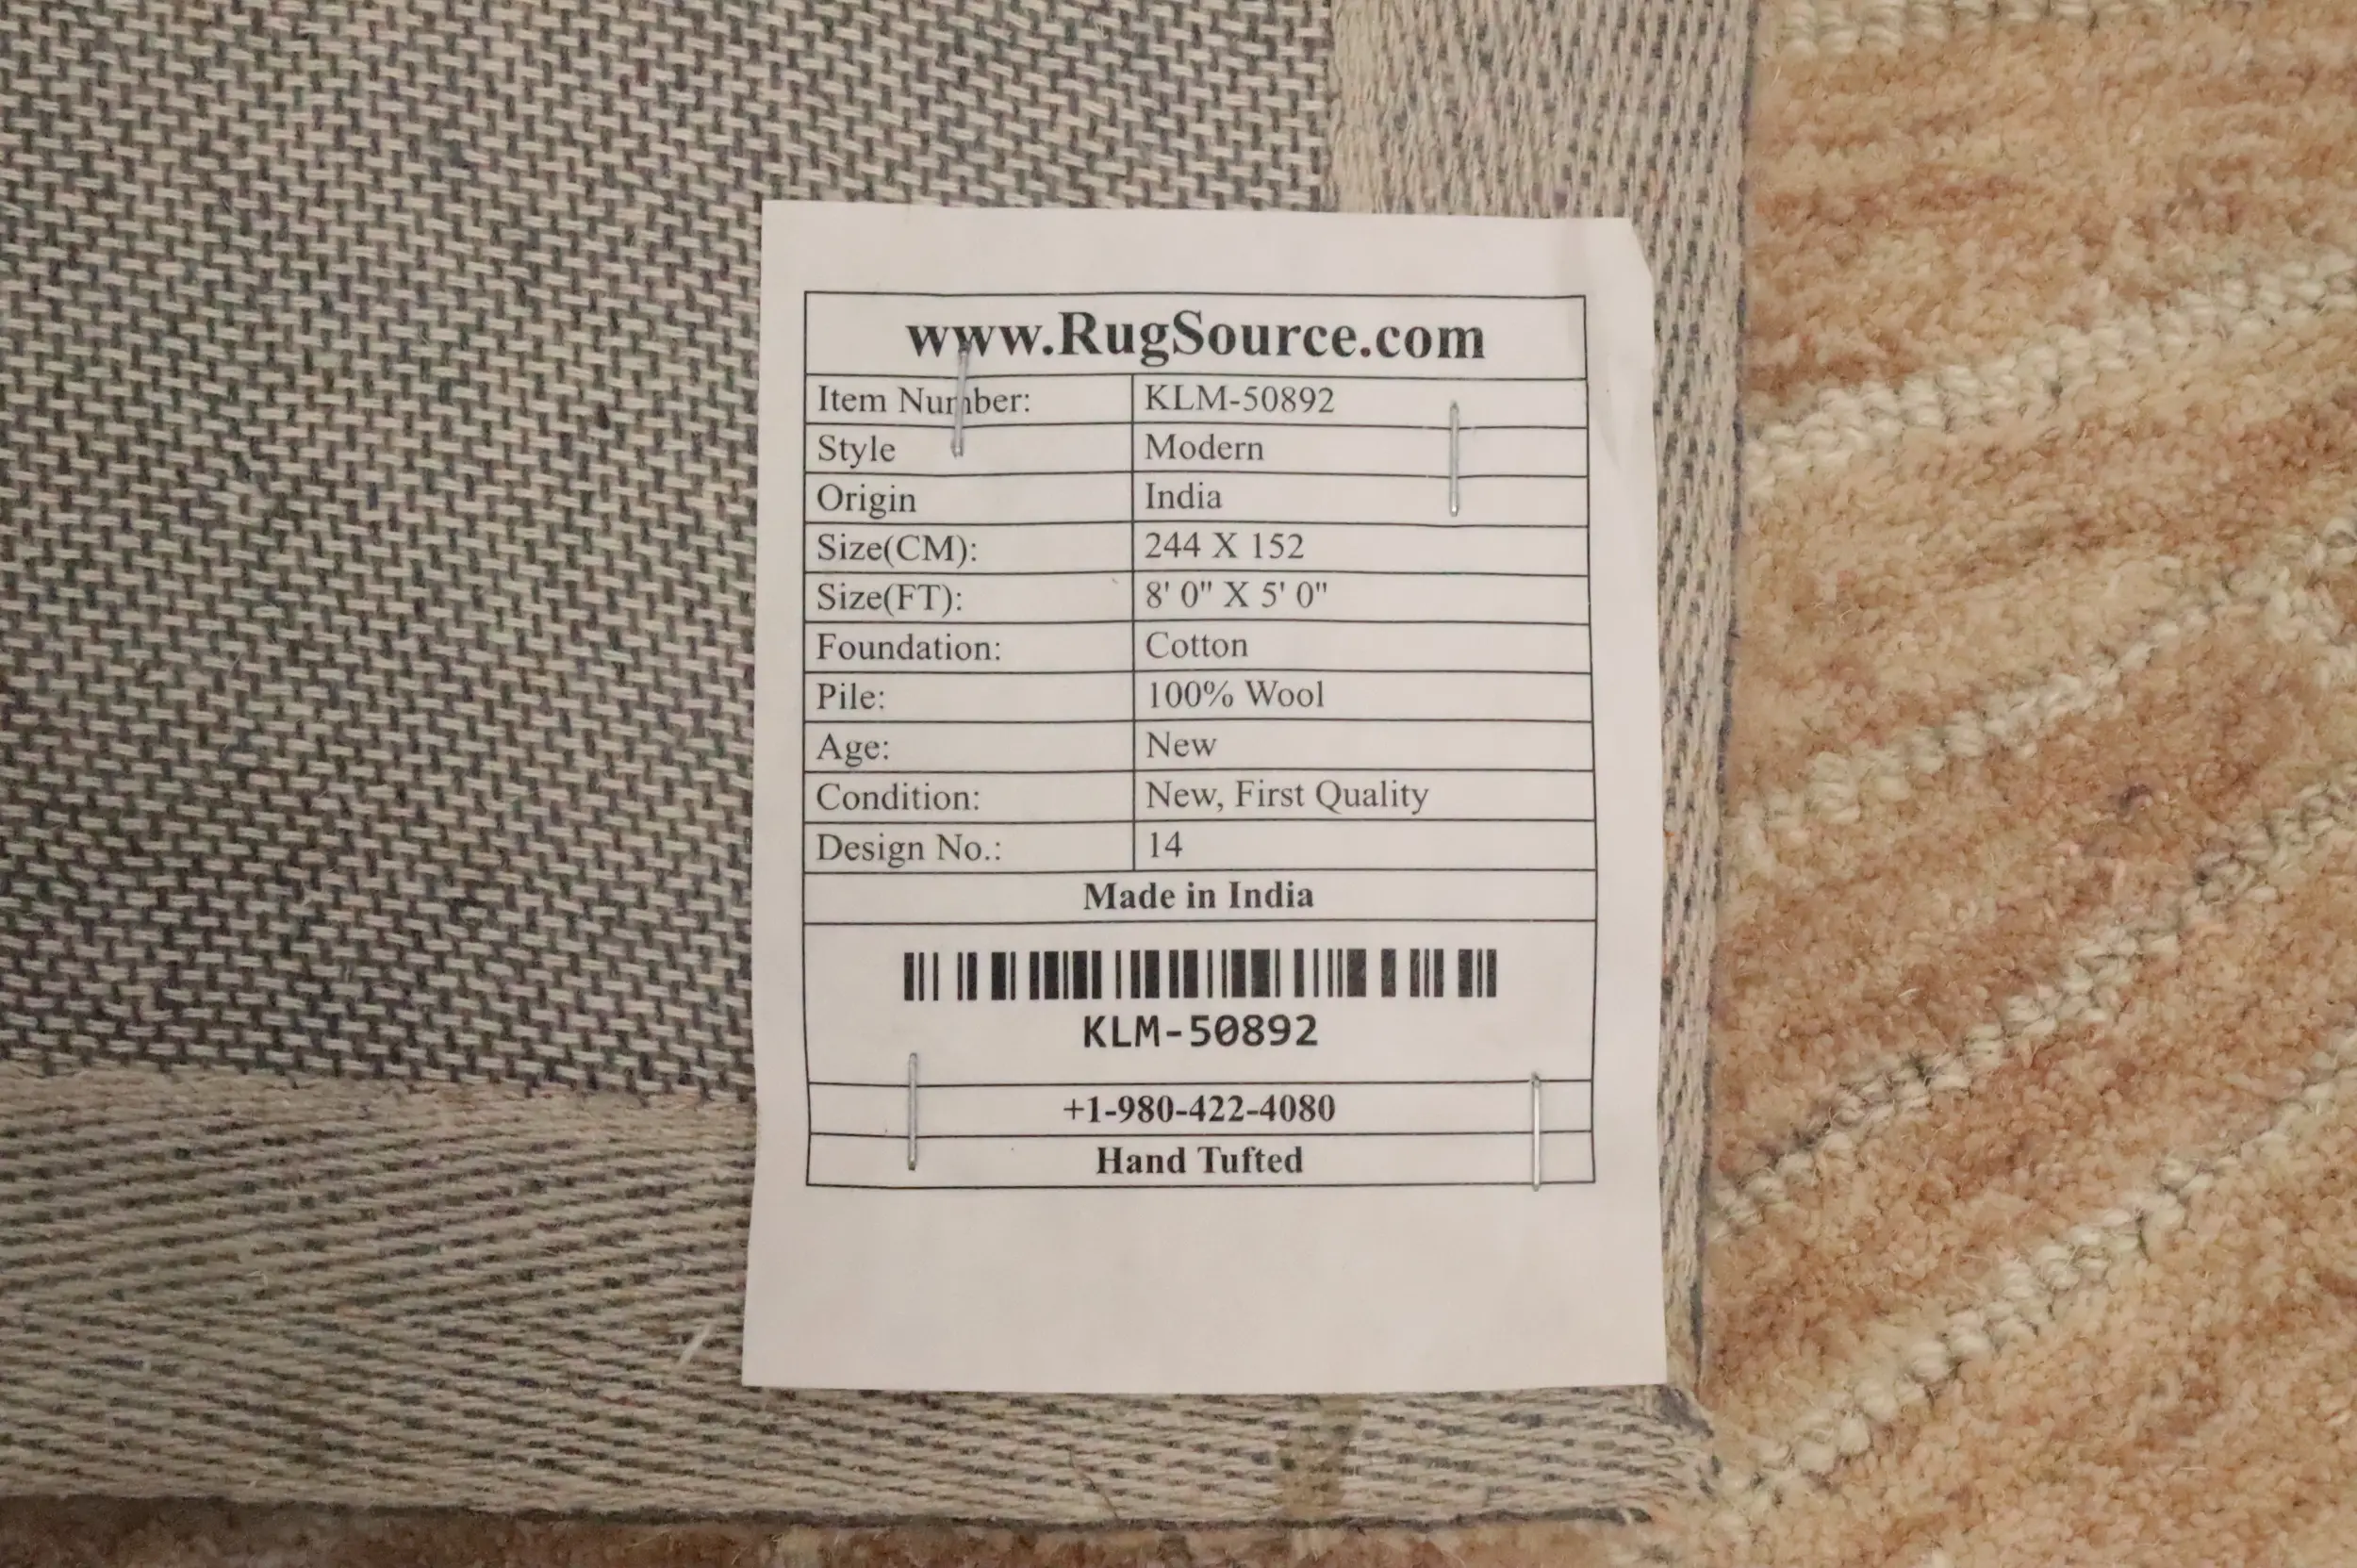 www.RugSource.com
Item Number: KLM-50892
Style Modern
Origin India
Size(CM): 244 X 152
Size(FT): 8' 0" X 5' 0"
Foundation: Cotton
Pile: 100% Wool
Age: New
Condition: New, First Quality
Design No.: 14
Made in India
KLM-50892
+1-980-422-4080
Hand Tufted